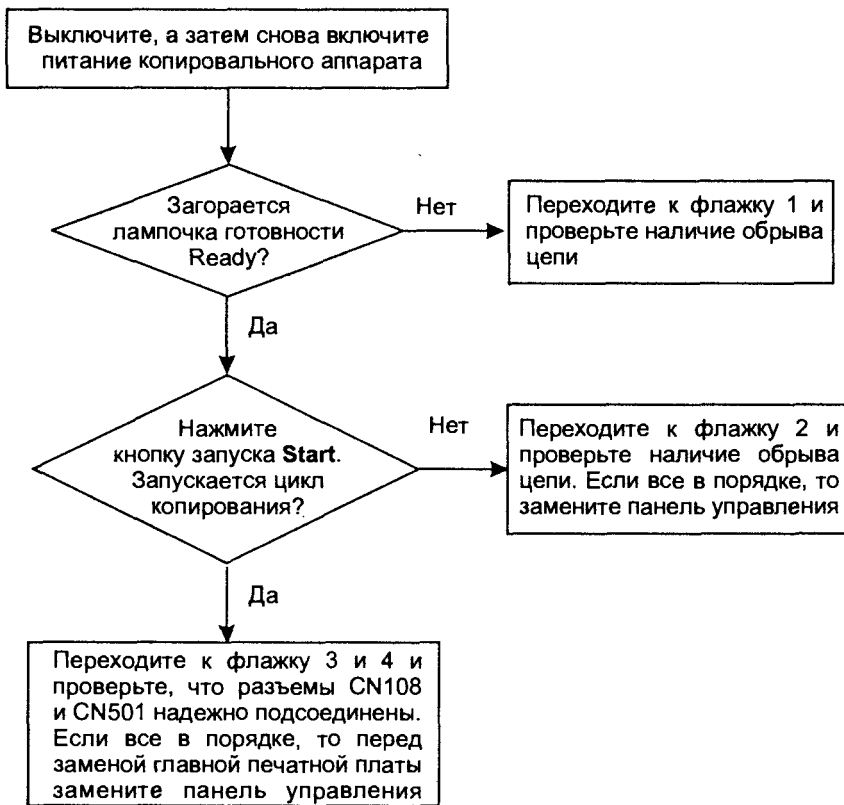 Выключите, а затем снова включите
питание копировального аппарата
Загорается
лампочка готовности
Ready?
Нет
Переходите к флажку 1 и
проверьте наличие обрыва
цепи
Да
Нажмите
кнопку запуска Start.
Запускается цикл
копирования?
Нет
Переходите к флажку 2 и
проверьте наличие обрыва
цепи. Если все в порядке, то
замените панель управления
Да
Переходите к флажку 3 и 4 и
проверьте, что разъемы CN108
и CN501 надежно подсоединены.
Если все в порядке, то перед
заменой главной печатной платы
замените панель управления